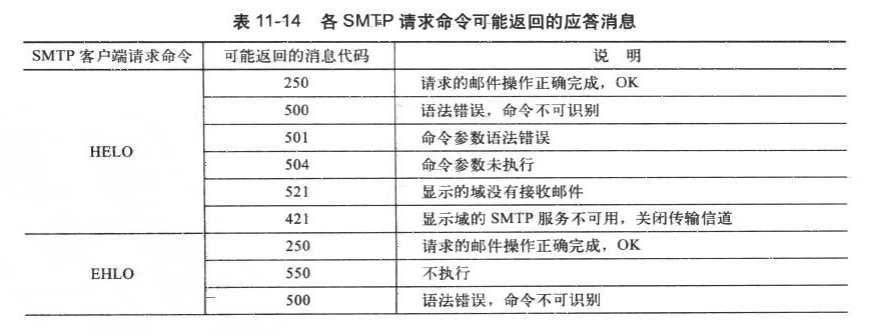 表 11-14 各 SMTP 请求命令可能返回的应答消息
SMTP 客户端请求命令 可能返回的消息代码 说 明
HELO 250 请求的邮件操作正确完成，OK
500 语法错误，命令不可识别
501 命令参数语法错误
504 命令参数未执行
521 显示的域没有接收邮件
421 显示域的 SMTP 服务不可用，关闭传输信道
EHLO 250 请求的邮件操作正确完成，OK
550 不执行
500 语法错误，命令不可识别